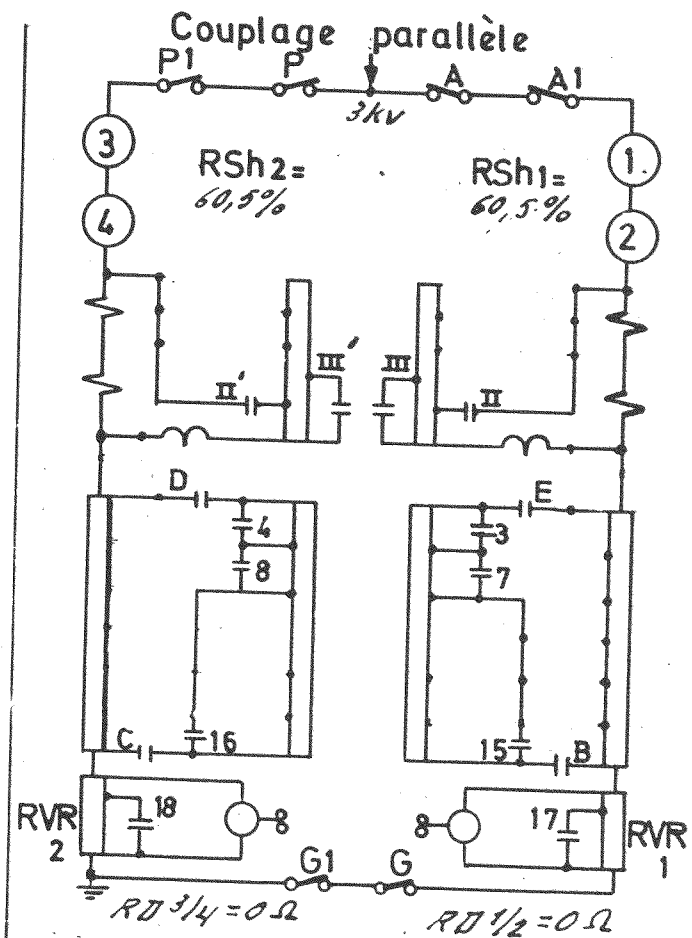 Couplage parallèle
P1 P A A1
3kv
3 1
RSh2= RSh1=
60,5% 60,5%
4 2
III' III
II' II
D E
4 3
8 7
C 16 15 B
RVR 2 18 8 8 17 RVR 1
G1 G
RD 3/4 = 0 Ω RD 1/2 = 0 Ω